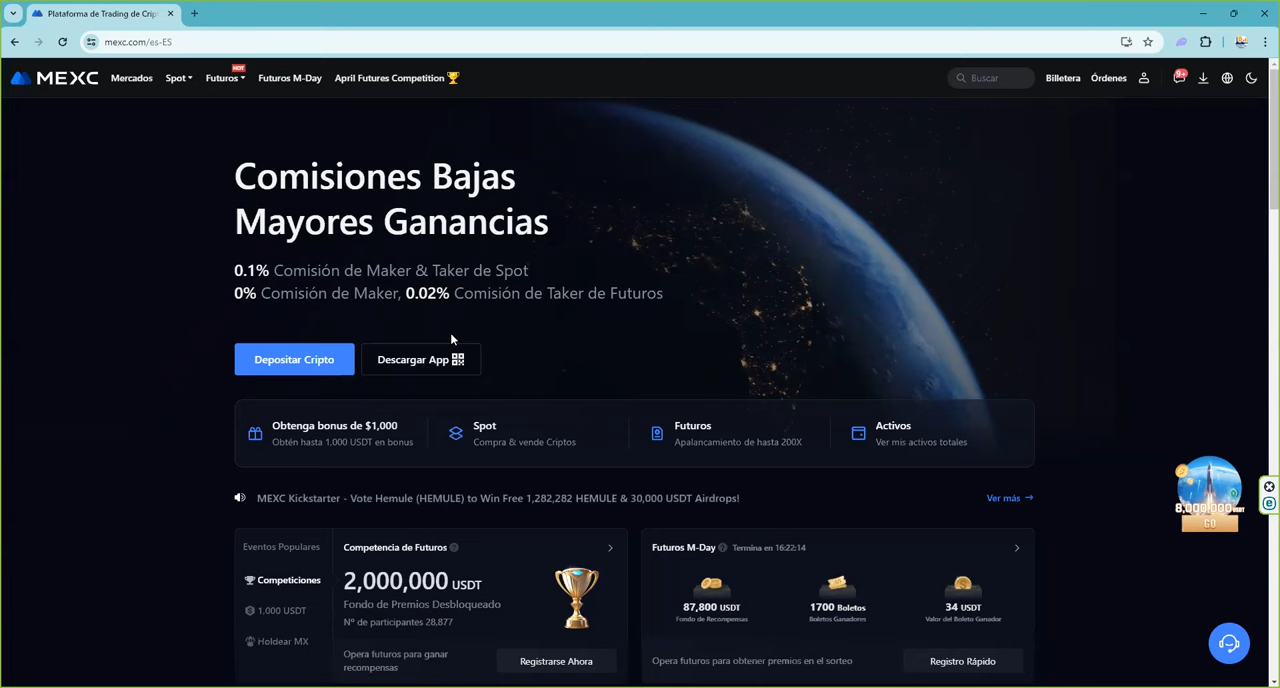 Plataforma de Trading de Crip
mexc.com/es-ES
MEXC Mercados Spot Futuros HOT Futuros M-Day April Futures Competition Buscar Billetera Órdenes 9+
Comisiones Bajas
Mayores Ganancias
0.1% Comisión de Maker & Taker de Spot
0% Comisión de Maker, 0.02% Comisión de Taker de Futuros
Depositar Cripto Descargar App
Obtenga bonus de $1,000
Obtén hasta 1,000 USDT en bonus
Spot
Compra & vende Criptos
Futuros
Apalancamiento de hasta 200X
Activos
Ver mis activos totales
MEXC Kickstarter - Vote Hemule (HEMULE) to Win Free 1,282,282 HEMULE & 30,000 USDT Airdrops! Ver más
8,000,000 USDT
GO
Eventos Populares
Competiciones
1,000 USDT
Holdear MX
Competencia de Futuros
2,000,000 USDT
Fondo de Premios Desbloqueado
Nº de participantes 28,877
Opera futuros para ganar
recompensas
Registrarse Ahora
Futuros M-Day Termina en 16:22:14
87,800 USDT
Fondo de Recompensas
1700 Boletos
Boletos Ganadores
34 USDT
Valor del Boleto Ganador
Opera futuros para obtener premios en el sorteo
Registro Rápido